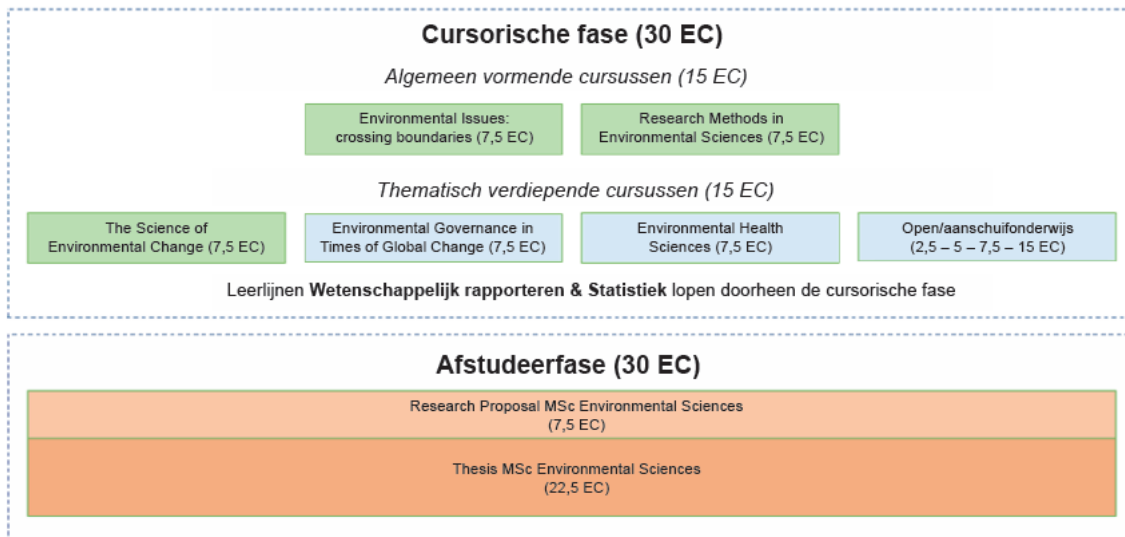 Cursorische fase (30 EC)
Algemeen vormende cursussen (15 EC)
Environmental Issues:
crossing boundaries (7,5 EC)
Research Methods in
Environmental Sciences (7,5 EC)
Thematisch verdiepende cursussen (15 EC)
The Science of
Environmental Change (7,5 EC)
Environmental Governance in
Times of Global Change (7,5 EC)
Environmental Health
Sciences (7,5 EC)
Open/aanschuifonderwijs
(2,5 – 5 – 7,5 – 15 EC)
Leerlijnen Wetenschappelijk rapporteren & Statistiek lopen doorheen de cursorische fase
Afstudeerfase (30 EC)
Research Proposal MSc Environmental Sciences
(7,5 EC)
Thesis MSc Environmental Sciences
(22,5 EC)